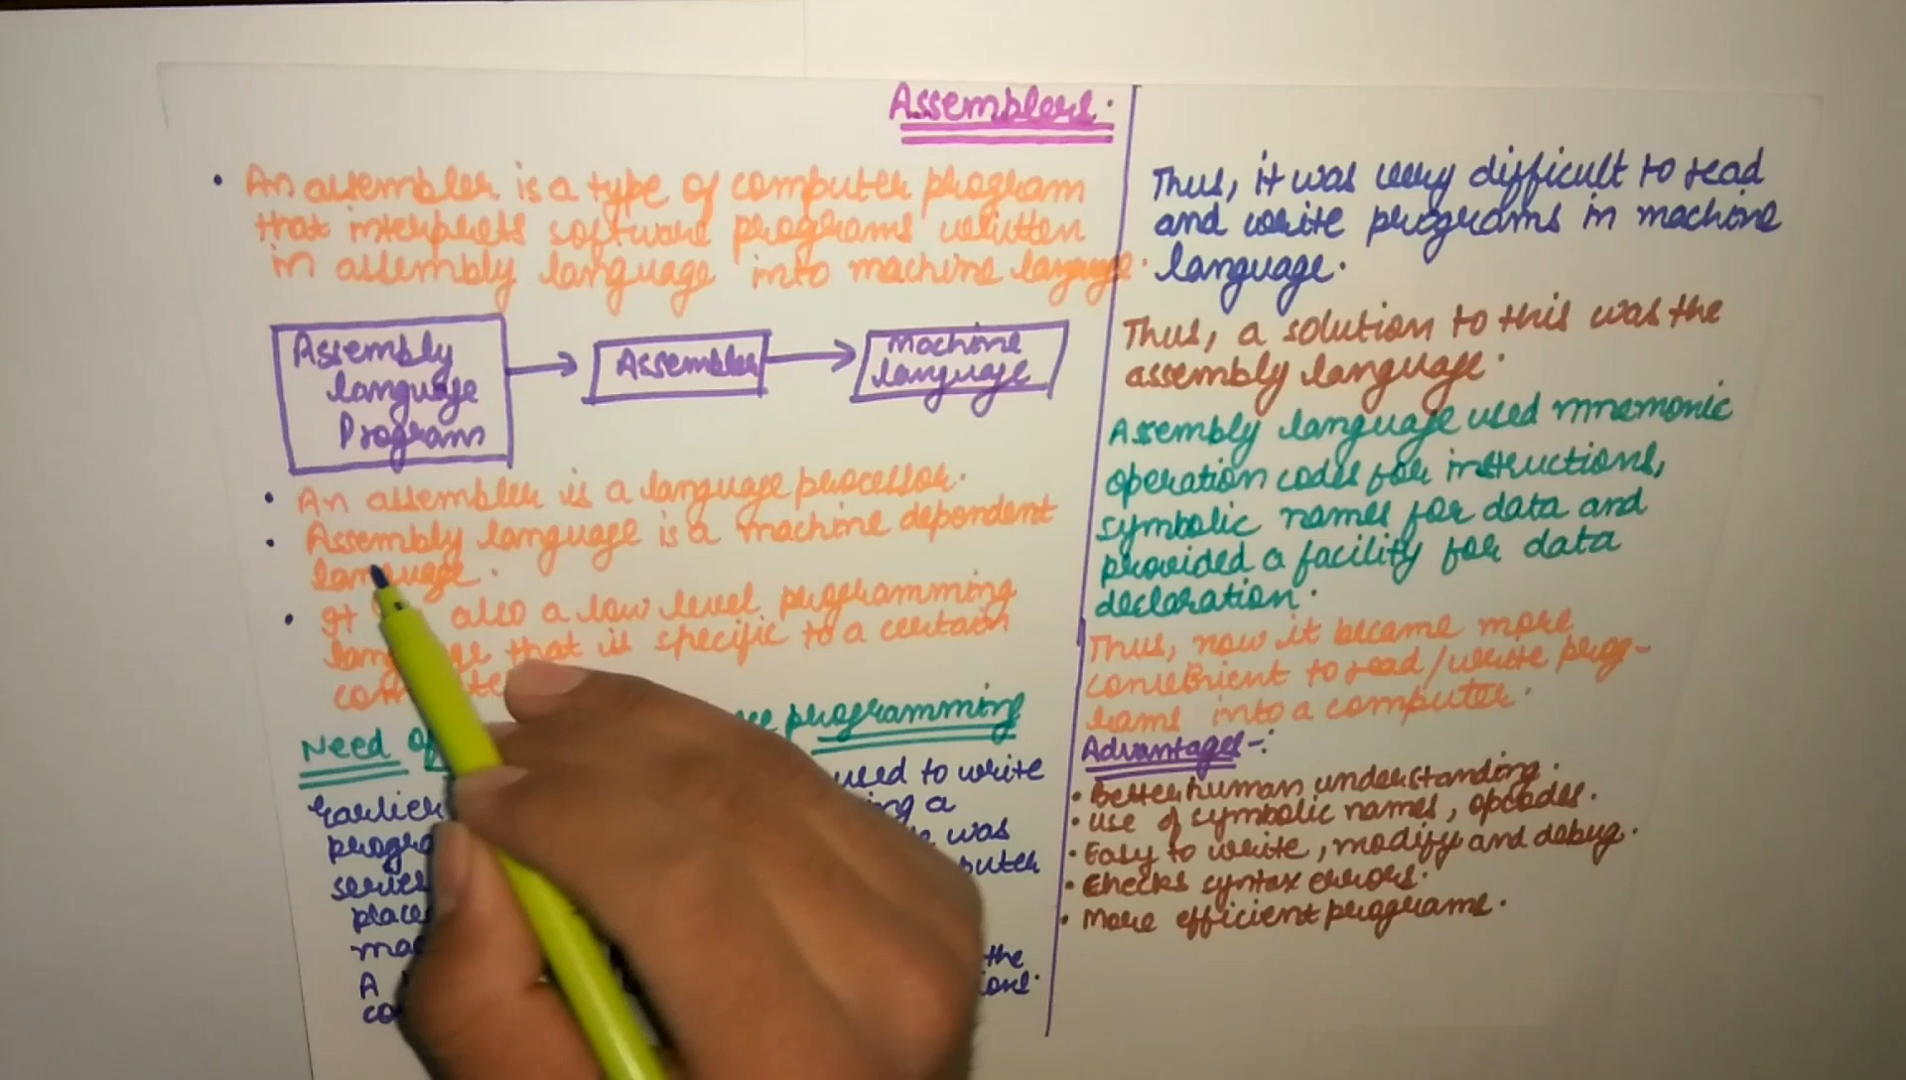 Assemblers.
• An assembler is a type of computer program
that interprets software programs written
in assembly language into machine language.
Assembly
language
Program
Assembler
Machine
language
• An assembler is a language processor.
• Assembly language is a machine dependent
language.
• It also a low level programming
that is specific to a certain
Need of programming
Earlier used to write
a
was
the
A
Thus, it was very difficult to read
and write programs in machine
language.
Thus, a solution to this was the
assembly language.
Assembly language used mnemonic
operation codes for instructions,
symbolic names for data and
provided a facility for data
declaration.
Thus, now it became more
convenient to read/write prog-
rams into a computer.
Advantages-:
• Better human understanding.
• Use of symbolic names, opcodes.
• Easy to write, modify and debug.
• Checks syntax errors.
• More efficient programs.